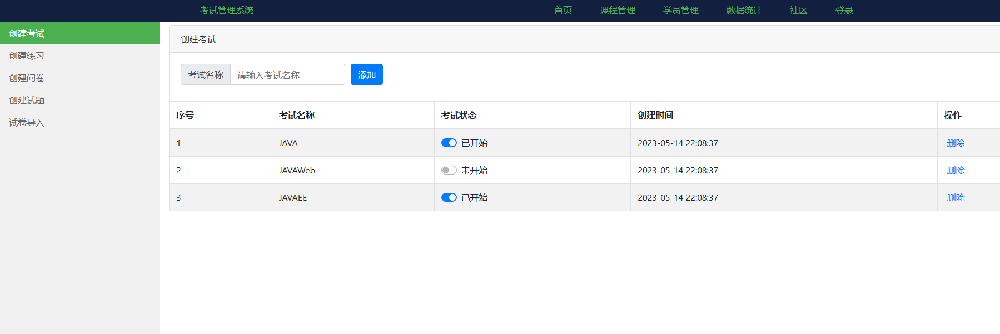 考试管理系统 首页 课程管理 学员管理 数据统计 社区 登录
创建考试
创建练习
创建问卷
创建试题
试卷导入
创建考试
考试名称 请输入考试名称 添加
序号 考试名称 考试状态 创建时间 操作
1 JAVA 已开始 2023-05-14 22:08:37 删除
2 JAVAWeb 未开始 2023-05-14 22:08:37 删除
3 JAVAEE 已开始 2023-05-14 22:08:37 删除